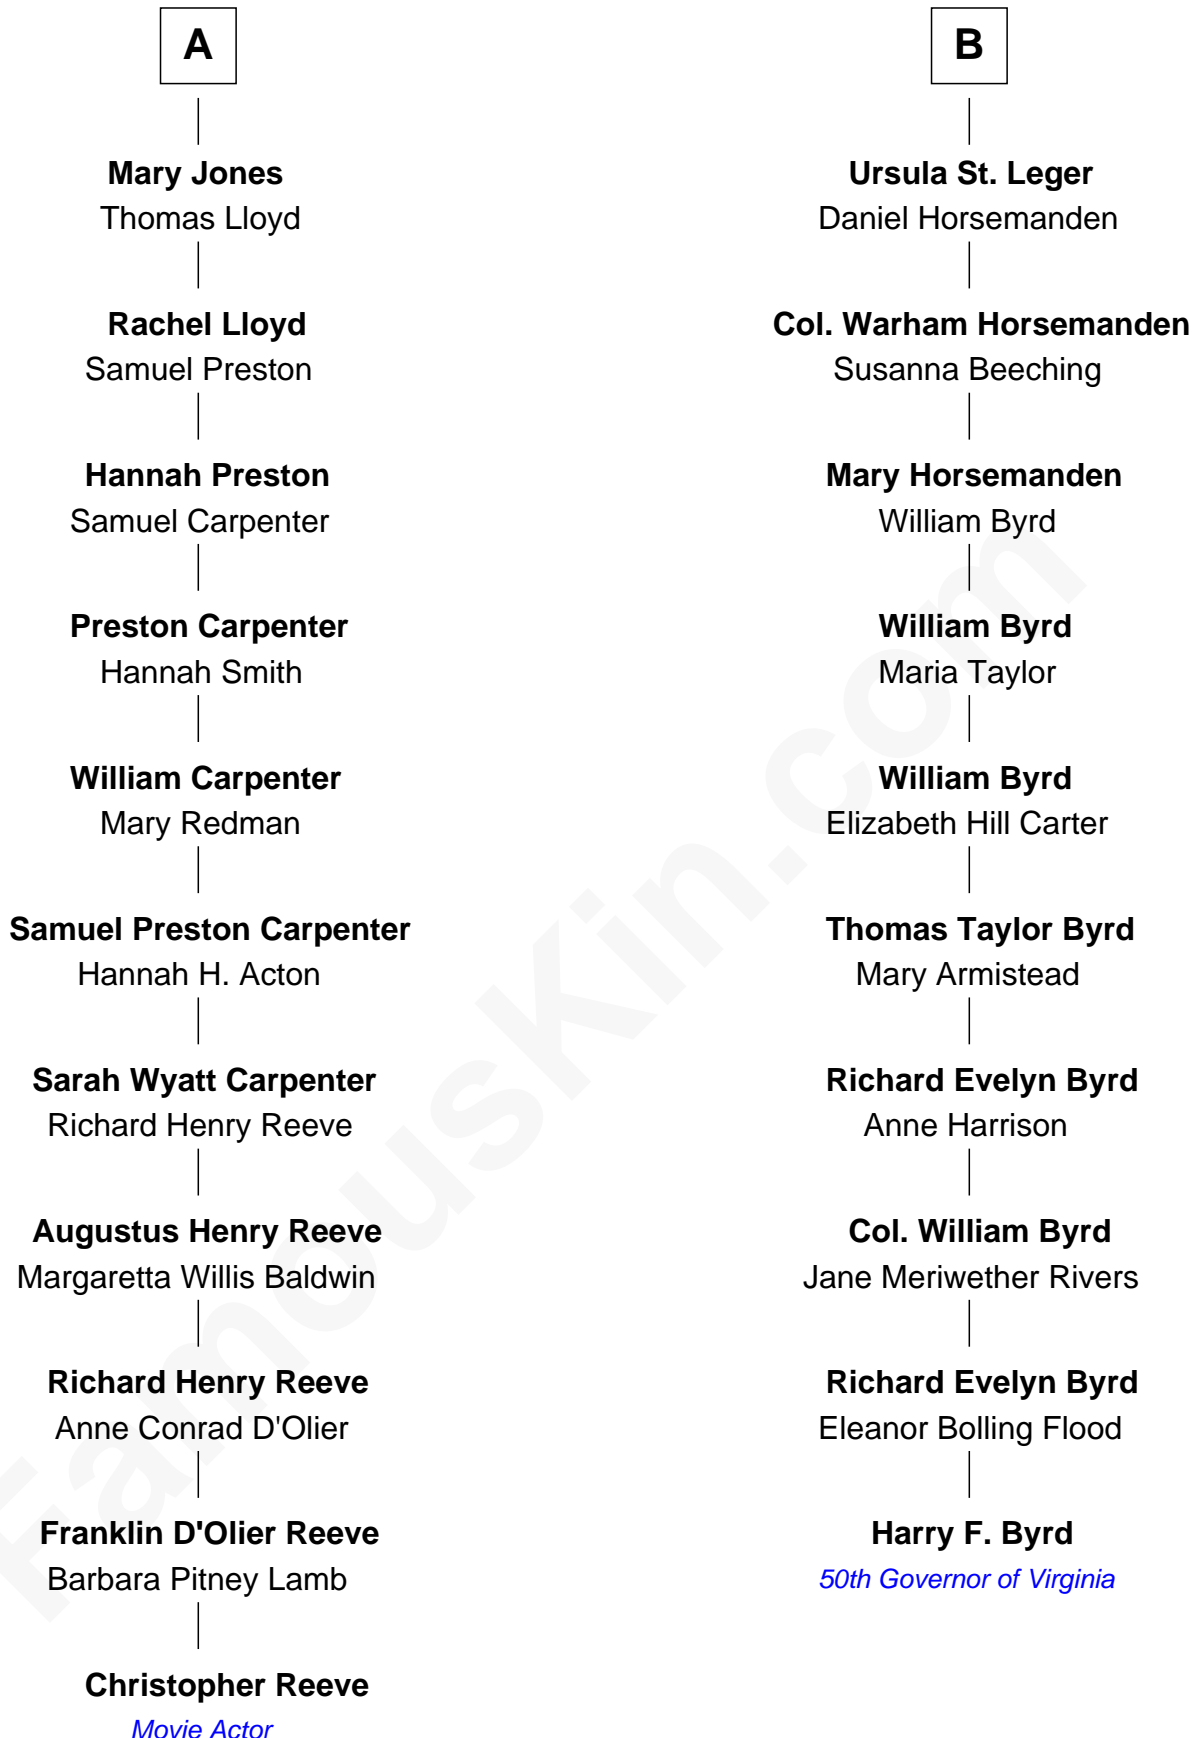 A
Mary Jones
Thomas Lloyd
Rachel Lloyd
Samuel Preston
Hannah Preston
Samuel Carpenter
Preston Carpenter
Hannah Smith
William Carpenter
Mary Redman
Samuel Preston Carpenter
Hannah H. Acton
Sarah Wyatt Carpenter
Richard Henry Reeve
Augustus Henry Reeve
Margaretta Willis Baldwin
Richard Henry Reeve
Anne Conrad D'Olier
Franklin D'Olier Reeve
Barbara Pitney Lamb
Christopher Reeve
Movie Actor
B
Ursula St. Leger
Daniel Horsemanden
Col. Warham Horsemanden
Susanna Beeching
Mary Horsemanden
William Byrd
William Byrd
Maria Taylor
William Byrd
Elizabeth Hill Carter
Thomas Taylor Byrd
Mary Armistead
Richard Evelyn Byrd
Anne Harrison
Col. William Byrd
Jane Meriwether Rivers
Richard Evelyn Byrd
Eleanor Bolling Flood
Harry F. Byrd
50th Governor of Virginia
FamousKin.com